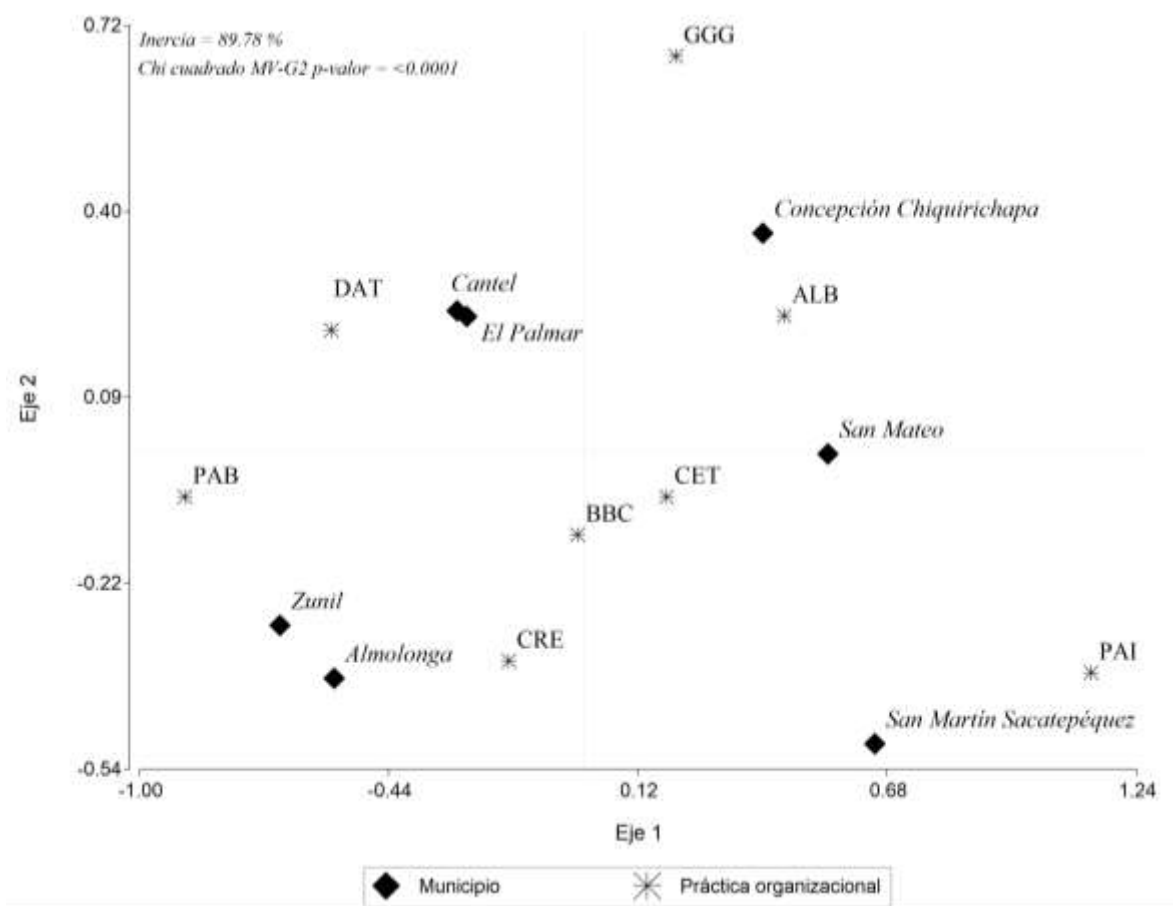 0.72
Inercia = 89.78 %
Chi cuadrado MV-G2 p-valor = <0.0001
GGG
0.40
Concepción Chiquirichapa
DAT
Cantel
ALB
El Palmar
Eje 2
0.09
San Mateo
PAB
CET
BBC
-0.22
Zunil
Almolonga
CRE
PAI
San Martín Sacatepéquez
-0.54
-1.00 -0.44 0.12 0.68 1.24
Eje 1
Municipio Práctica organizacional